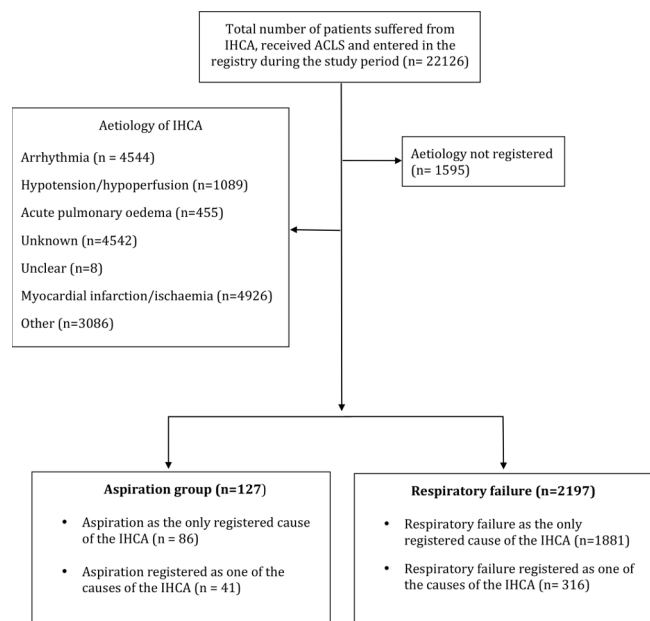 Total number of patients suffered from
IHCA, received ACLS and entered in the
registry during the study period (n= 22126)
Aetiology of IHCA
Arrhythmia (n = 4544)
Hypotension/hypoperfusion (n=1089)
Acute pulmonary oedema (n=455)
Unknown (n=4542)
Unclear (n=8)
Myocardial infarction/ischaemia (n=4926)
Other (n=3086)
Aetiology not registered
(n= 1595)
Aspiration group (n=127)
• Aspiration as the only registered cause
of the IHCA (n = 86)
• Aspiration registered as one of the
causes of the IHCA (n = 41)
Respiratory failure (n=2197)
• Respiratory failure as the only
registered cause of the IHCA (n=1881)
• Respiratory failure registered as one of
the causes of the IHCA (n= 316)